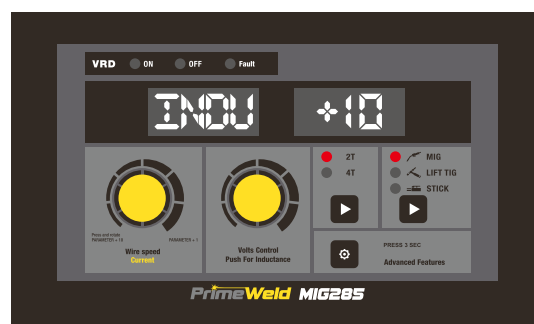 VRD ON OFF Fault
INDU +10
2T
4T
MIG
LIFT TIG
STICK
Press and rotate
PARAMETER + 10 PARAMETER + 1
Wire speed
Current
Volts Control
Push For Inductance
PRESS 3 SEC
Advanced Features
PrimeWeld MIG285